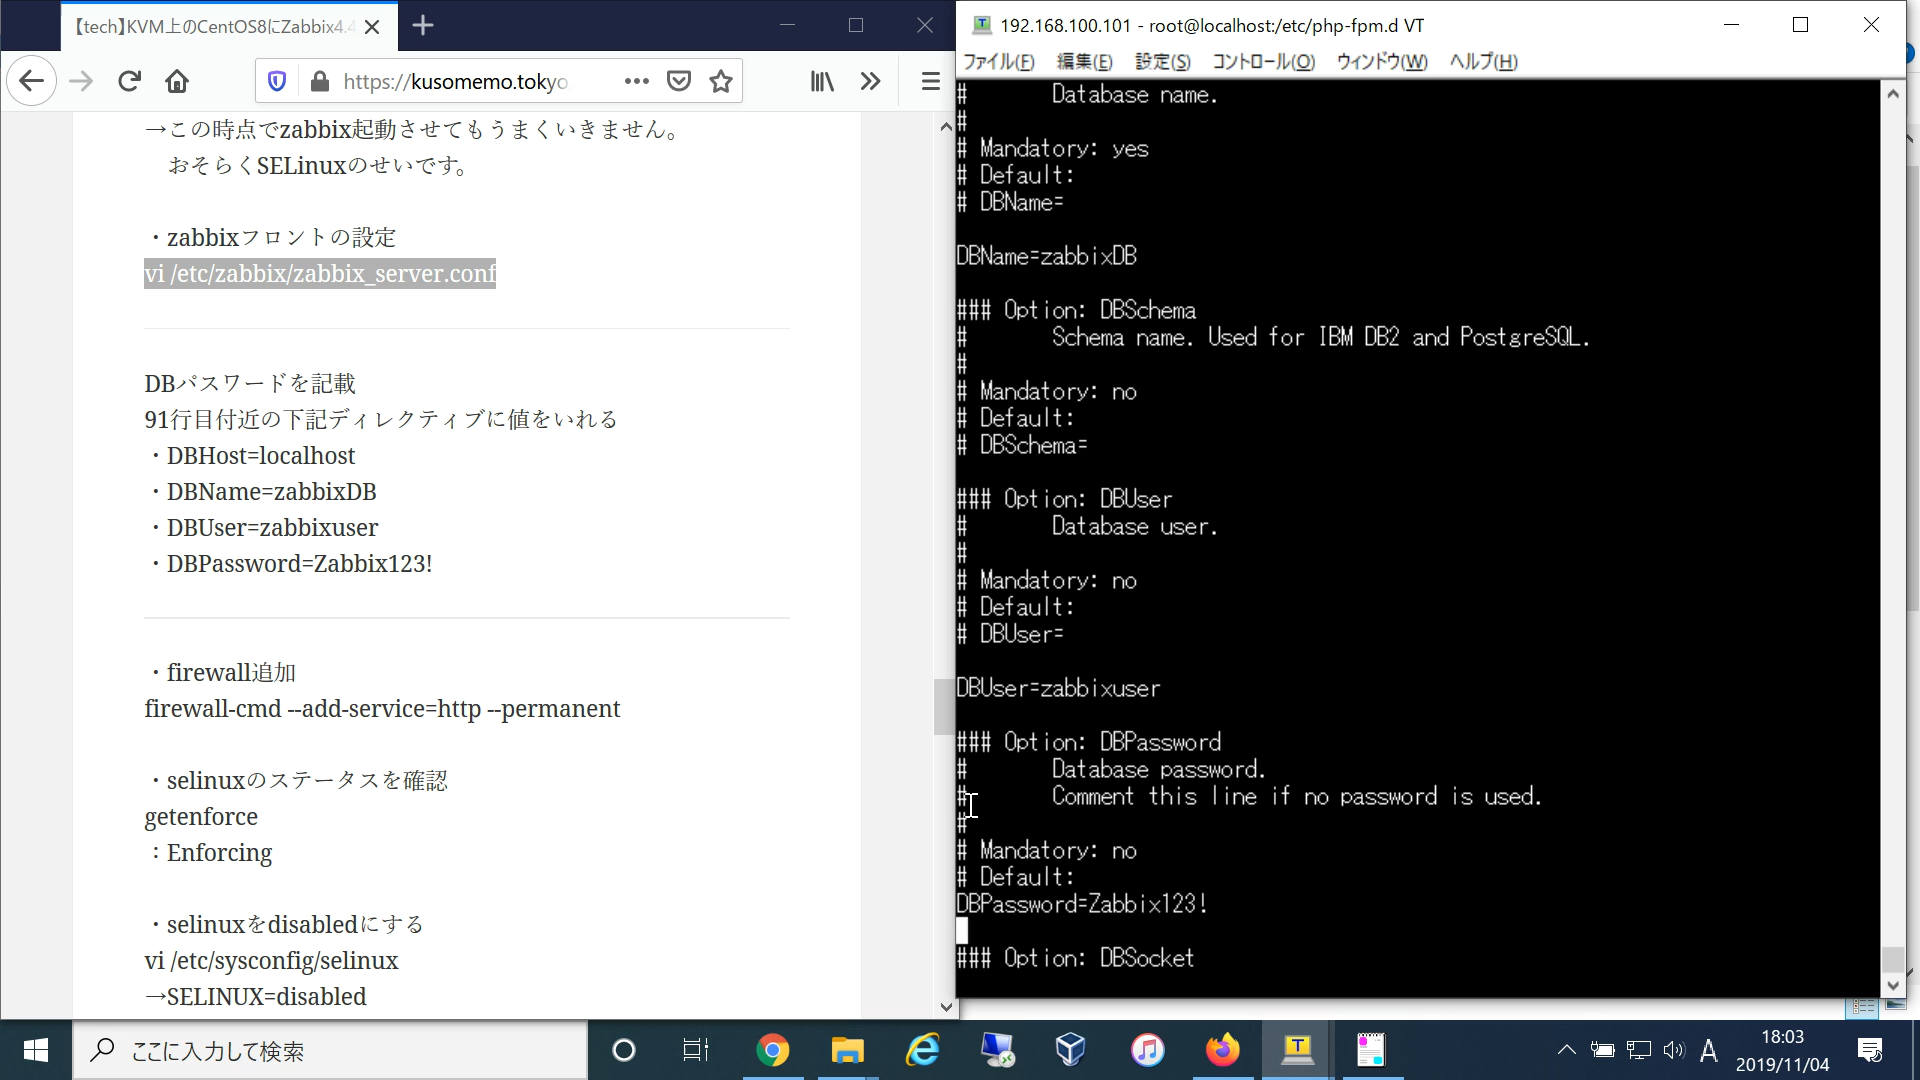 【tech】KVM上のCentOS8にZabbix4.4
https://kusomemo.tokyo
→この時点でzabbix起動させてもうまくいきません。
おそらくSELinuxのせいです。
・zabbixフロントの設定
vi /etc/zabbix/zabbix_server.conf
DBパスワードを記載
91行目付近の下記ディレクティブに値をいれる
・DBHost=localhost
・DBName=zabbixDB
・DBUser=zabbixuser
・DBPassword=Zabbix123!
・firewall追加
firewall-cmd --add-service=http --permanent
・selinuxのステータスを確認
getenforce
：Enforcing
・selinuxをdisabledにする
vi /etc/sysconfig/selinux
→SELINUX=disabled
192.168.100.101 - root@localhost:/etc/php-fpm.d VT
ファイル(F) 編集(E) 設定(S) コントロール(O) ウィンドウ(W) ヘルプ(H)
# Database name.
#
# Mandatory: yes
# Default:
# DBName=
DBName=zabbixDB
### Option: DBSchema
# Schema name. Used for IBM DB2 and PostgreSQL.
#
# Mandatory: no
# Default:
# DBSchema=
### Option: DBUser
# Database user.
#
# Mandatory: no
# Default:
# DBUser=
DBUser=zabbixuser
### Option: DBPassword
# Database password.
# Comment this line if no password is used.
#
# Mandatory: no
# Default:
DBPassword=Zabbix123!
### Option: DBSocket
ここに入力して検索
A
18:03
2019/11/04